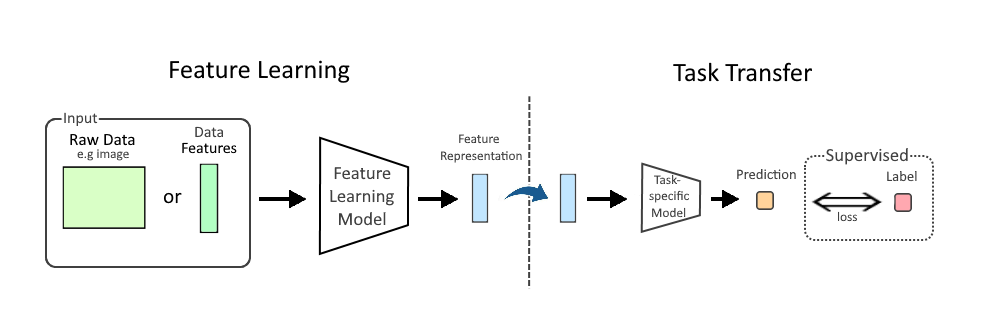 Feature Learning
Task Transfer
Input
Raw Data
e.g image
or
Data
Features
Feature
Learning
Model
Feature
Representation
Task-
specific
Model
Prediction
Supervised
Label
loss